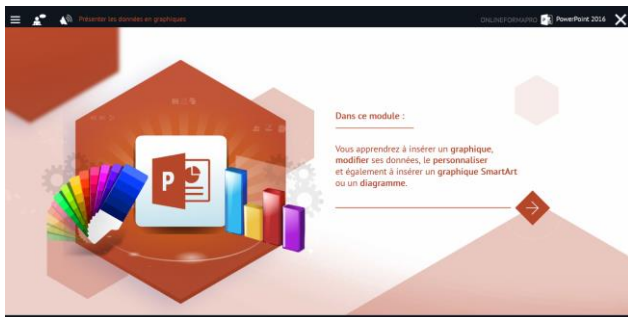 Présenter les données en graphiques
ONLINEFORMAPRO PowerPoint 2016
Dans ce module :
Vous apprendrez à insérer un graphique,
modifier ses données, le personnaliser
et également à insérer un graphique SmartArt
ou un diagramme.
P